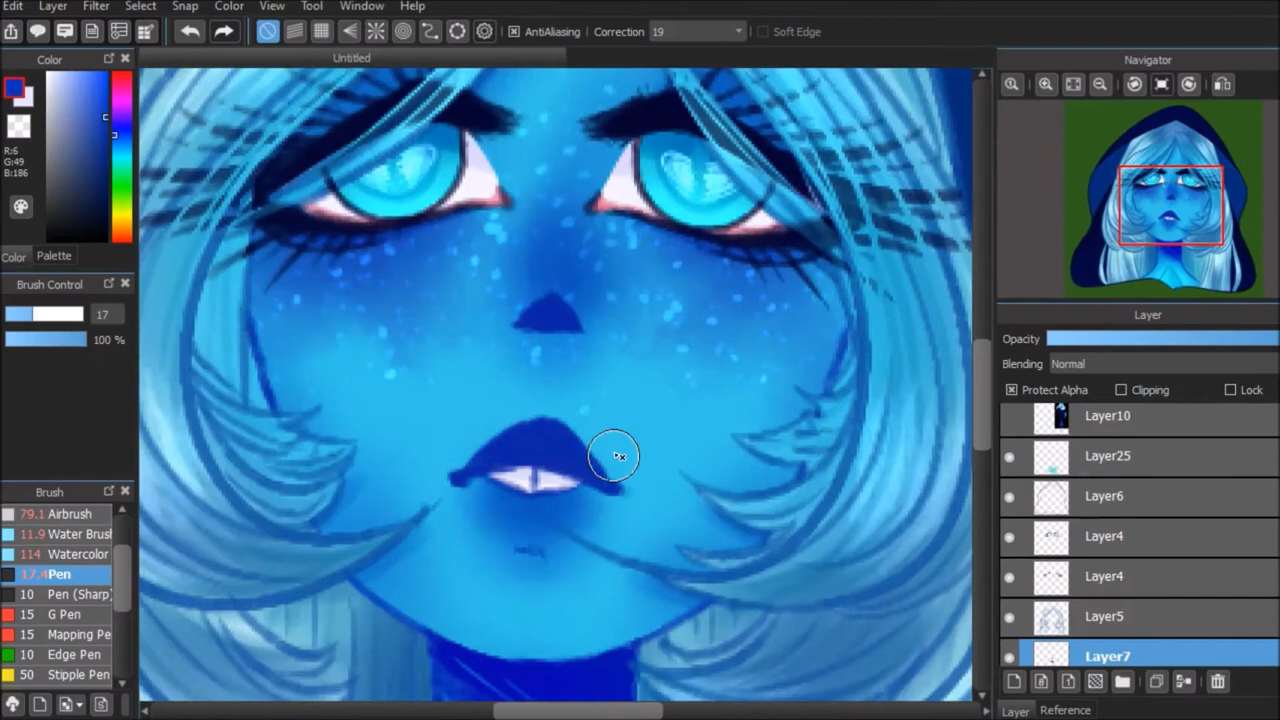 Edit Layer Filter Select Snap Color View Tool Window Help
AntiAliasing Correction 19 Soft Edge
Color
Untitled
Navigator
R:6
G:49
B:186
Color Palette
Brush Control
17
100 %
Layer
Opacity
Blending Normal
Protect Alpha Clipping Lock
Layer10
Layer25
Layer6
Layer4
Layer4
Layer5
Layer7
Brush
79.1 Airbrush
11.9 Water Brus
114 Watercolor
17.4 Pen
10 Pen (Sharp)
15 G Pen
15 Mapping Pe
10 Edge Pen
50 Stipple Pen
Layer Reference